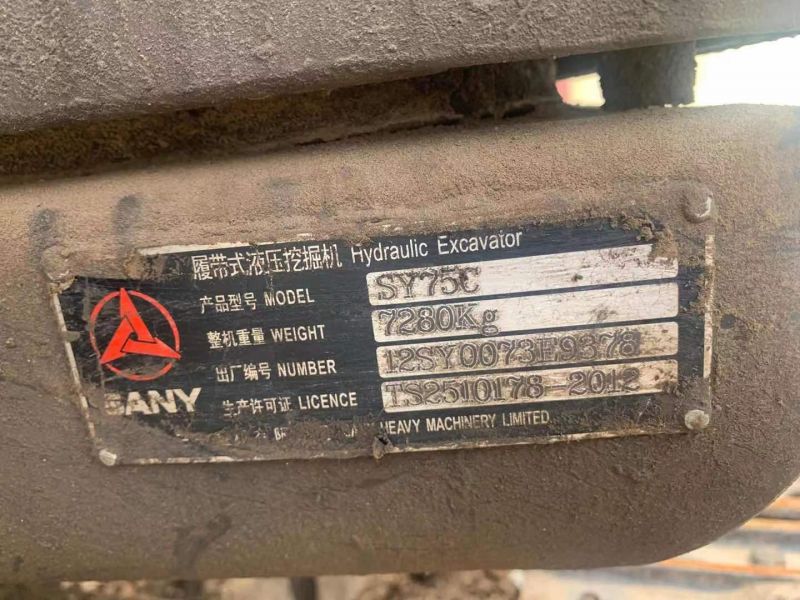 履带式液压挖掘机 Hydraulic Excavator
产品型号 MODEL SY75C
整机重量 WEIGHT 7280Kg
出厂编号 NUMBER 12SY0073E9378
生产许可证 LICENCE TS2510178-2012
SANY
HEAVY MACHINERY LIMITED